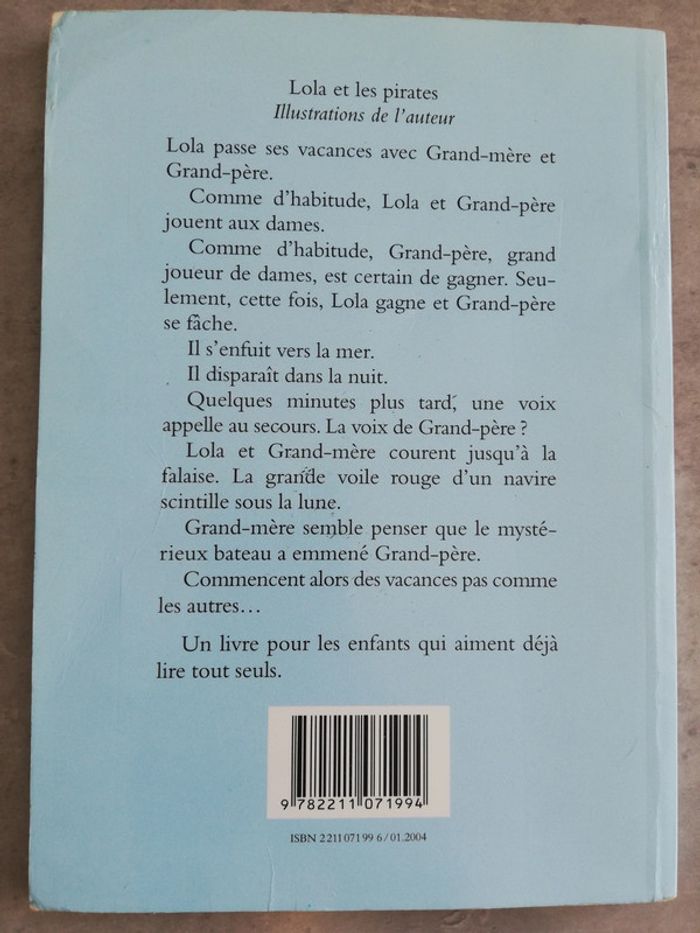 Lola et les pirates
Illustrations de l'auteur
Lola passe ses vacances avec Grand-mère et
Grand-père.
Comme d'habitude, Lola et Grand-père
jouent aux dames.
Comme d'habitude, Grand-père, grand
joueur de dames, est certain de gagner. Seu-
lement, cette fois, Lola gagne et Grand-père
se fâche.
Il s'enfuit vers la mer.
Il disparaît dans la nuit.
Quelques minutes plus tard, une voix
appelle au secours. La voix de Grand-père ?
Lola et Grand-mère courent jusqu'à la
falaise. La grande voile rouge d'un navire
scintille sous la lune.
Grand-mère semble penser que le mysté-
rieux bateau a emmené Grand-père.
Commencent alors des vacances pas comme
les autres…
Un livre pour les enfants qui aiment déjà
lire tout seuls.
9 782211 071994
ISBN 2 211 071 99 6 / 01.2004